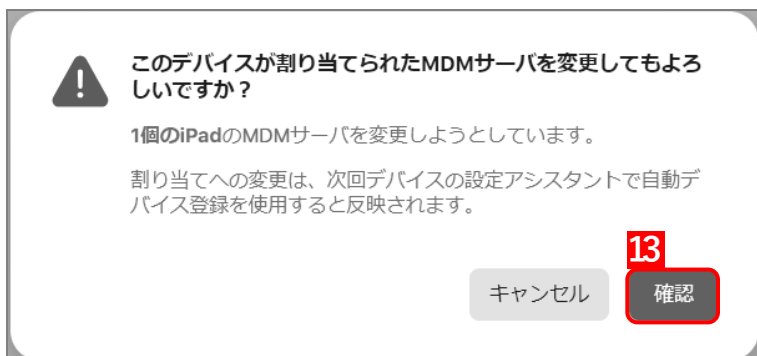 このデバイスが割り当てられたMDMサーバを変更してもよろ
しいですか？
1個のiPadのMDMサーバを変更しようとしています。
割り当てへの変更は、次回デバイスの設定アシスタントで自動デ
バイス登録を使用すると反映されます。
13
キャンセル 確認